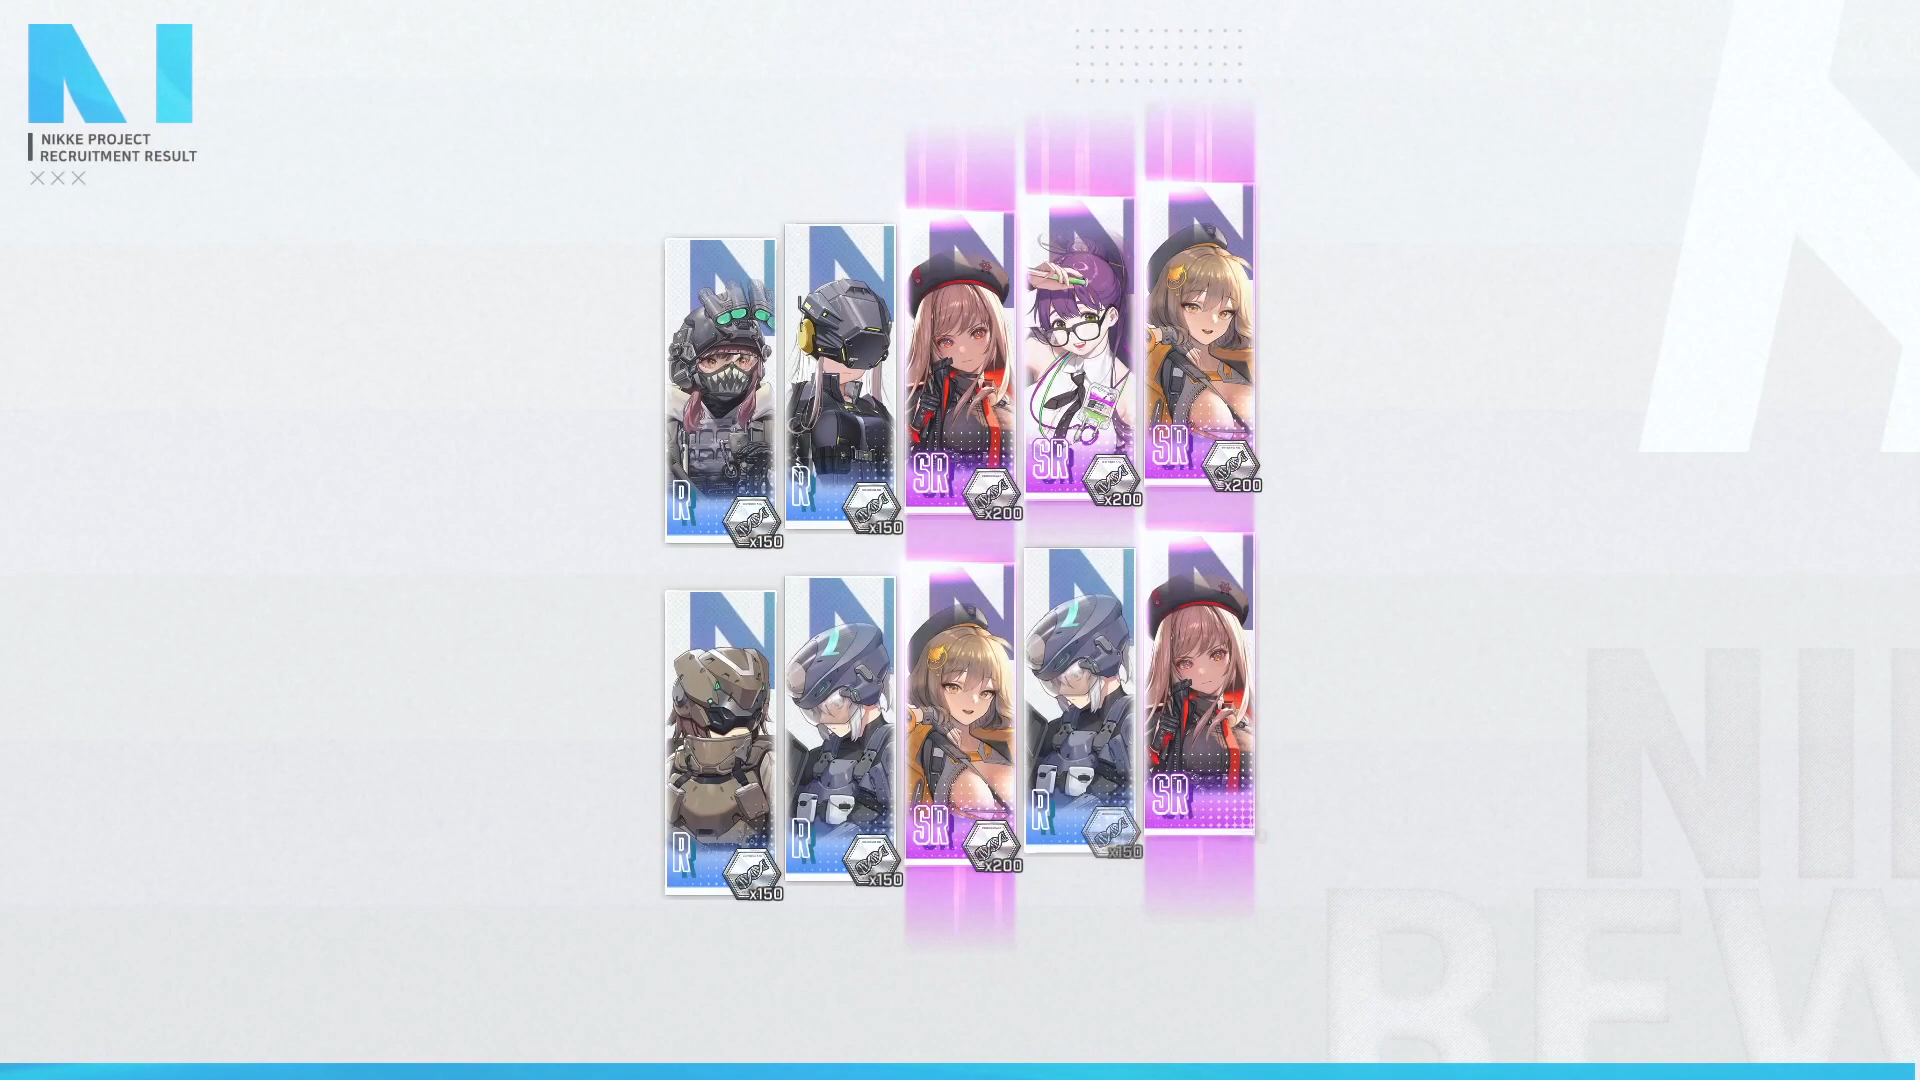 NIKKE PROJECT
RECRUITMENT RESULT
R
x150
R
x150
SR
x200
SR
x200
SR
x200
R
x150
R
x150
SR
x200
R
x150
SR